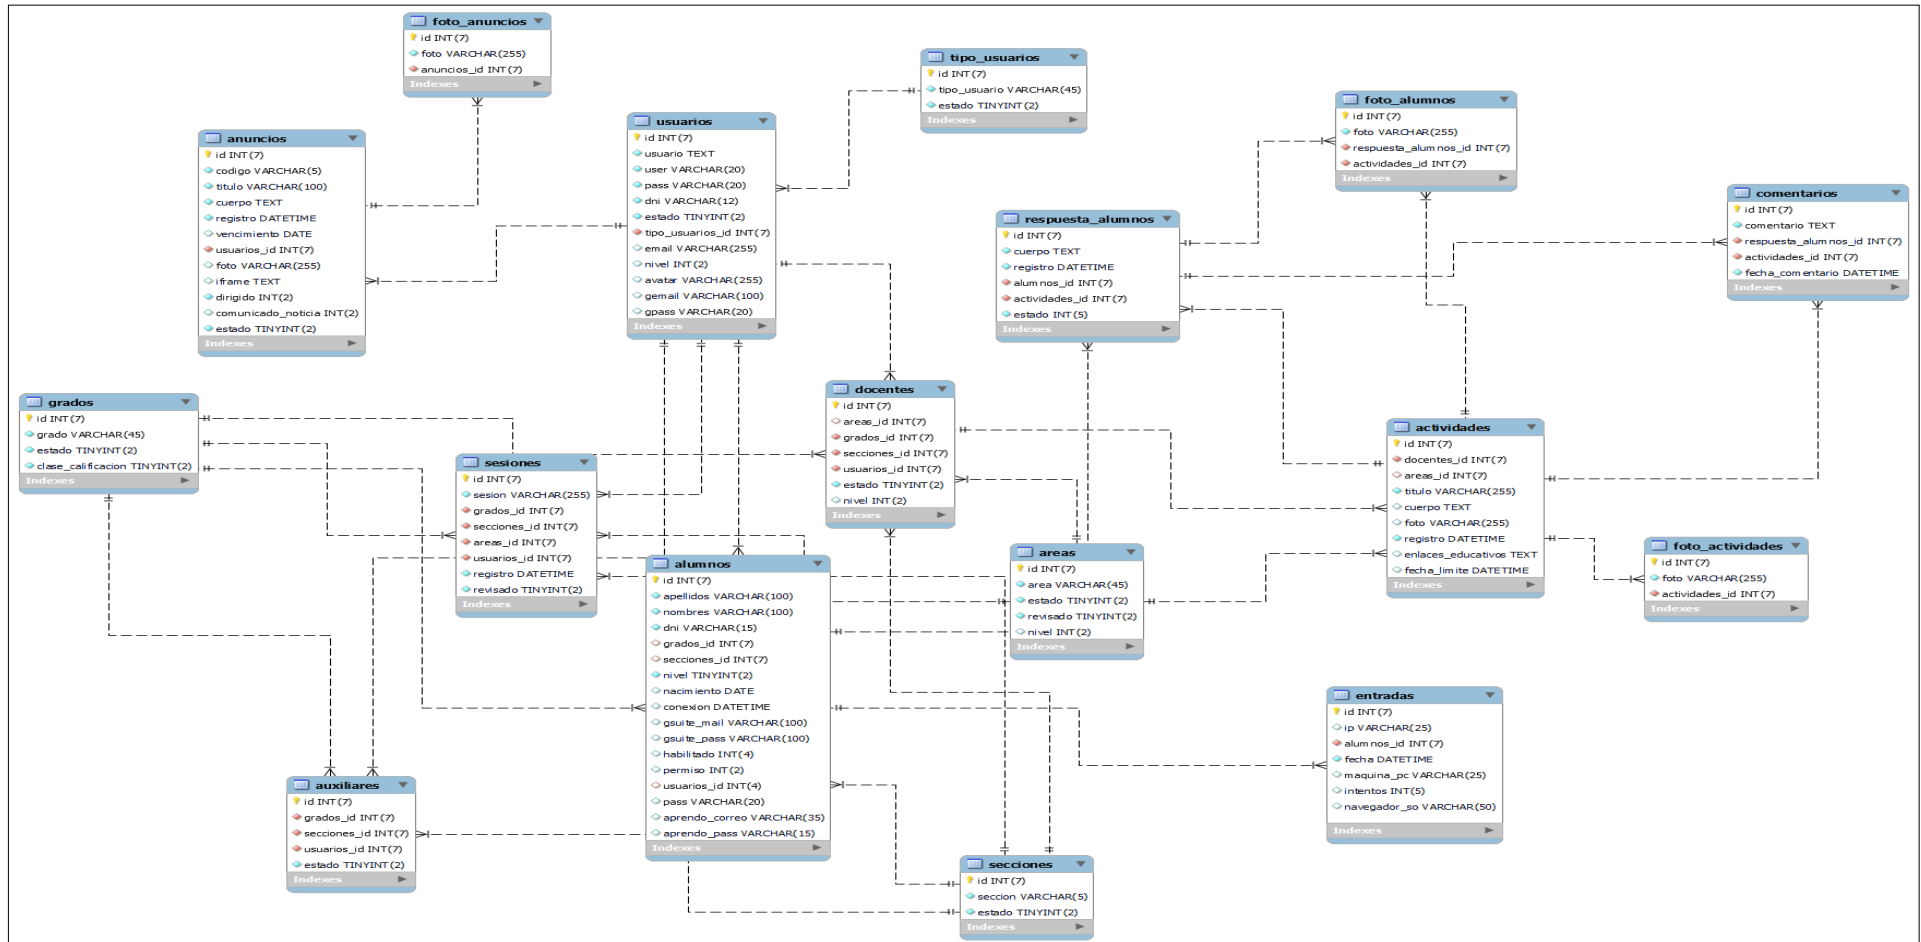 foto_anuncios
id INT(7)
foto VARCHAR(255)
anuncios_id INT(7)
Indexes
tipo_usuarios
id INT(7)
tipo_usuario VARCHAR(45)
estado TINYINT(2)
Indexes
foto_alumnos
id INT(7)
foto VARCHAR(255)
respuesta_alumnos_id INT(7)
actividades_id INT(7)
Indexes
anuncios
id INT(7)
codigo VARCHAR(5)
titulo VARCHAR(100)
cuerpo TEXT
registro DATETIME
vencimiento DATE
usuarios_id INT(7)
foto VARCHAR(255)
iframe TEXT
dirigido INT(2)
comunicado_noticia INT(2)
estado TINYINT(2)
Indexes
usuarios
id INT(7)
usuario TEXT
user VARCHAR(20)
pass VARCHAR(20)
dni VARCHAR(12)
estado TINYINT(2)
tipo_usuarios_id INT(7)
email VARCHAR(255)
nivel INT(2)
avatar VARCHAR(255)
gemail VARCHAR(100)
gpass VARCHAR(20)
Indexes
respuesta_alumnos
id INT(7)
cuerpo TEXT
registro DATETIME
alumnos_id INT(7)
actividades_id INT(7)
estado INT(5)
Indexes
comentarios
id INT(7)
comentario TEXT
respuesta_alumnos_id INT(7)
actividades_id INT(7)
fecha_comentario DATETIME
Indexes
grados
id INT(7)
grado VARCHAR(45)
estado TINYINT(2)
clase_calificacion TINYINT(2)
Indexes
sesiones
id INT(7)
sesion VARCHAR(255)
grados_id INT(7)
secciones_id INT(7)
areas_id INT(7)
usuarios_id INT(7)
registro DATETIME
revisado TINYINT(2)
Indexes
docentes
id INT(7)
areas_id INT(7)
grados_id INT(7)
secciones_id INT(7)
usuarios_id INT(7)
estado TINYINT(2)
nivel INT(2)
Indexes
actividades
id INT(7)
docentes_id INT(7)
areas_id INT(7)
titulo VARCHAR(255)
cuerpo TEXT
foto VARCHAR(255)
registro DATETIME
enlaces_educativos TEXT
fecha_limite DATETIME
Indexes
foto_actividades
id INT(7)
foto VARCHAR(255)
actividades_id INT(7)
Indexes
alumnos
id INT(7)
apellidos VARCHAR(100)
nombres VARCHAR(100)
dni VARCHAR(15)
grados_id INT(7)
secciones_id INT(7)
nivel TINYINT(2)
nacimiento DATE
conexion DATETIME
gsuite_mail VARCHAR(100)
gsuite_pass VARCHAR(100)
habilitado INT(4)
permiso INT(2)
usuarios_id INT(4)
pass VARCHAR(20)
aprendo_correo VARCHAR(35)
aprendo_pass VARCHAR(15)
Indexes
areas
id INT(7)
area VARCHAR(45)
estado TINYINT(2)
revisado TINYINT(2)
nivel INT(2)
Indexes
entradas
id INT(7)
ip VARCHAR(25)
alumnos_id INT(7)
fecha DATETIME
maquina_pc VARCHAR(25)
intentos INT(5)
navegador_so VARCHAR(50)
Indexes
auxiliares
id INT(7)
grados_id INT(7)
secciones_id INT(7)
usuarios_id INT(7)
estado TINYINT(2)
Indexes
secciones
id INT(7)
seccion VARCHAR(5)
estado TINYINT(2)
Indexes